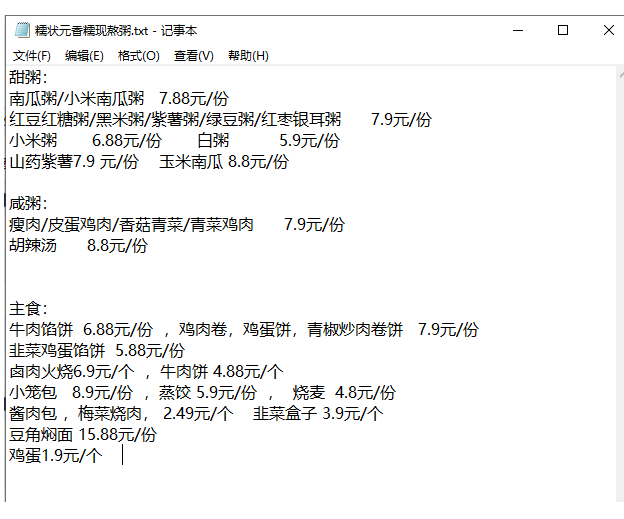 糯状元香糯现熬粥.txt - 记事本
文件(F) 编辑(E) 格式(O) 查看(V) 帮助(H)
甜粥：
南瓜粥/小米南瓜粥 7.88元/份
红豆红糖粥/黑米粥/紫薯粥/绿豆粥/红枣银耳粥 7.9元/份
小米粥 6.88元/份 白粥 5.9元/份
山药紫薯7.9 元/份 玉米南瓜 8.8元/份
咸粥：
瘦肉/皮蛋鸡肉/香菇青菜/青菜鸡肉 7.9元/份
胡辣汤 8.8元/份
主食：
牛肉馅饼 6.88元/份 ，鸡肉卷，鸡蛋饼，青椒炒肉卷饼 7.9元/份
韭菜鸡蛋馅饼 5.88元/份
卤肉火烧6.9元/个 ，牛肉饼 4.88元/个
小笼包 8.9元/份 ，蒸饺 5.9元/份 ， 烧麦 4.8元/份
酱肉包 ，梅菜烧肉， 2.49元/个 韭菜盒子 3.9元/个
豆角焖面 15.88元/份
鸡蛋1.9元/个